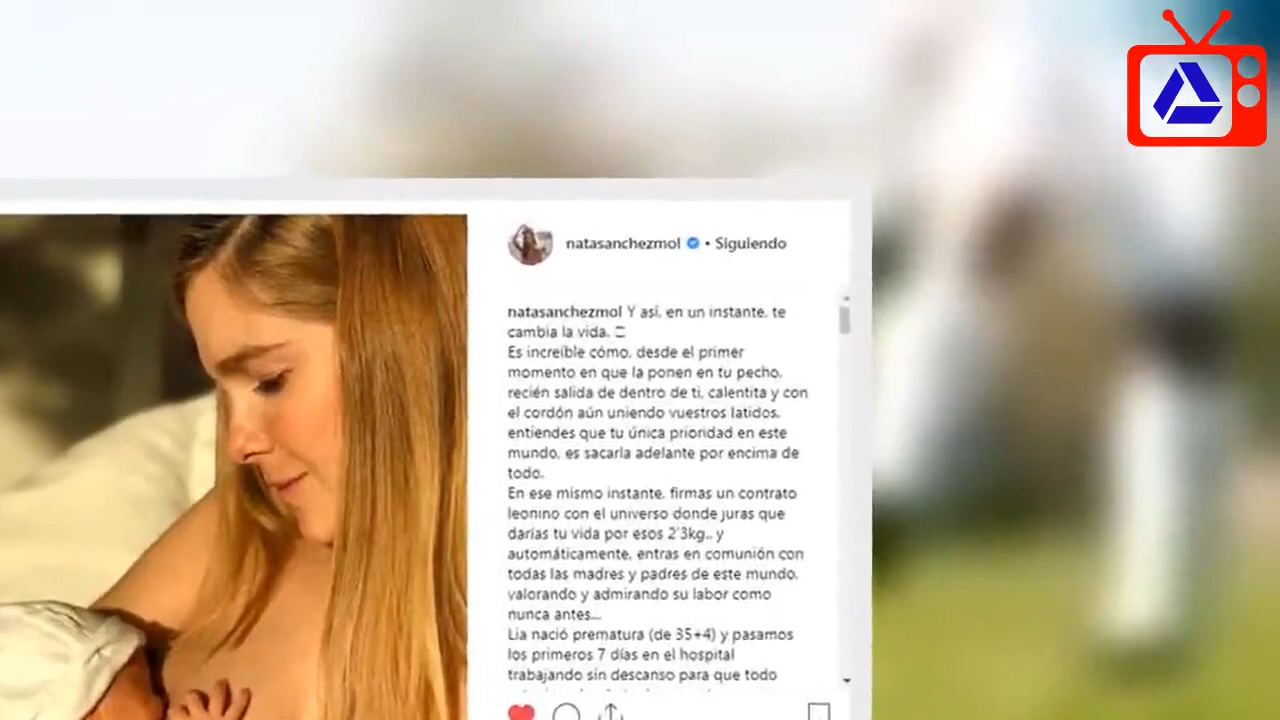 natasanchezmol • Siguiendo
natasanchezmol Y así, en un instante, te
cambia la vida.
Es increíble cómo, desde el primer
momento en que la ponen en tu pecho,
recién salida de dentro de ti, calentita y con
el cordón aún uniendo vuestros latidos,
entiendes que tu única prioridad en este
mundo, es sacarla adelante por encima de
todo.
En ese mismo instante, firmas un contrato
leonino con el universo donde juras que
darías tu vida por esos 2'3kg.. y
automáticamente, entras en comunión con
todas las madres y padres de este mundo,
valorando y admirando su labor como
nunca antes...
Lia nació prematura (de 35+4) y pasamos
los primeros 7 días en el hospital
trabajando sin descanso para que todo